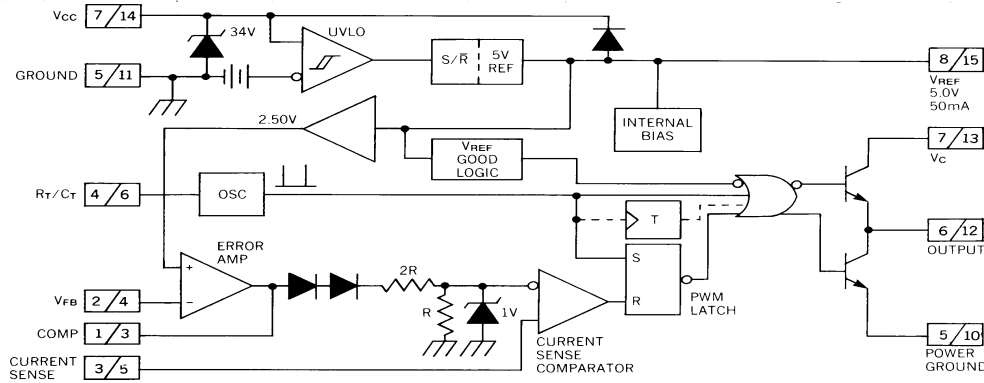 Vcc 7/14
34V
UVLO
GROUND 5/11
S/R̅
5V
REF
8/15
VREF
5.0V
50mA
2.50V
INTERNAL
BIAS
VREF
GOOD
LOGIC
7/13
Vc
RT/CT 4/6
OSC
T
6/12
OUTPUT
ERROR
AMP
+
−
S
R
PWM
LATCH
2R
R
1V
VFB 2/4
COMP 1/3
CURRENT
SENSE
3/5
CURRENT
SENSE
COMPARATOR
5/10
POWER
GROUND